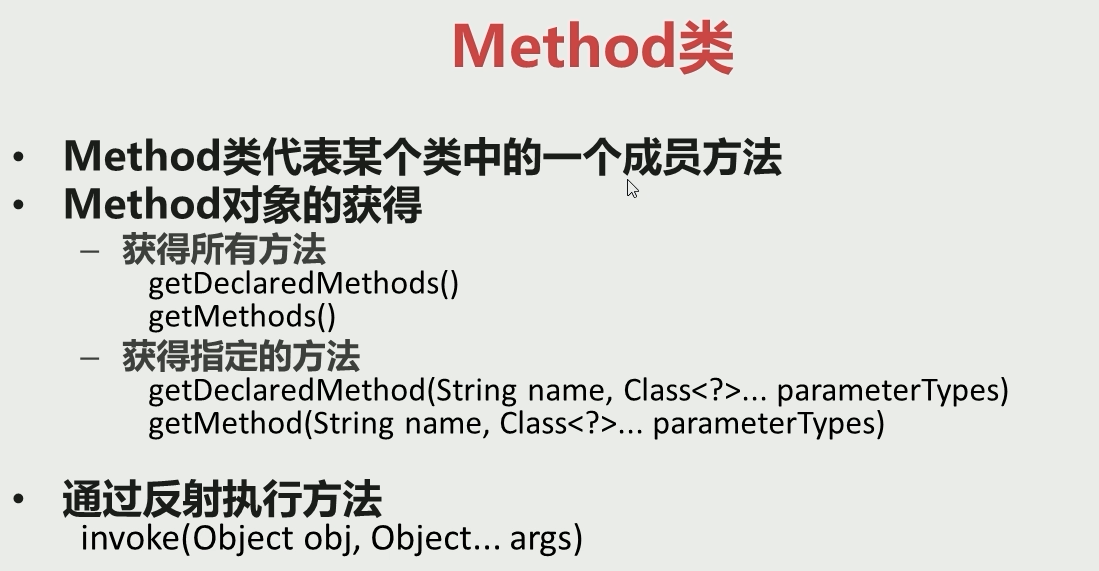 Method类
• Method类代表某个类中的一个成员方法
• Method对象的获得
– 获得所有方法
getDeclaredMethods()
getMethods()
– 获得指定的方法
getDeclaredMethod(String name, Class<?>... parameterTypes)
getMethod(String name, Class<?>... parameterTypes)
• 通过反射执行方法
invoke(Object obj, Object... args)